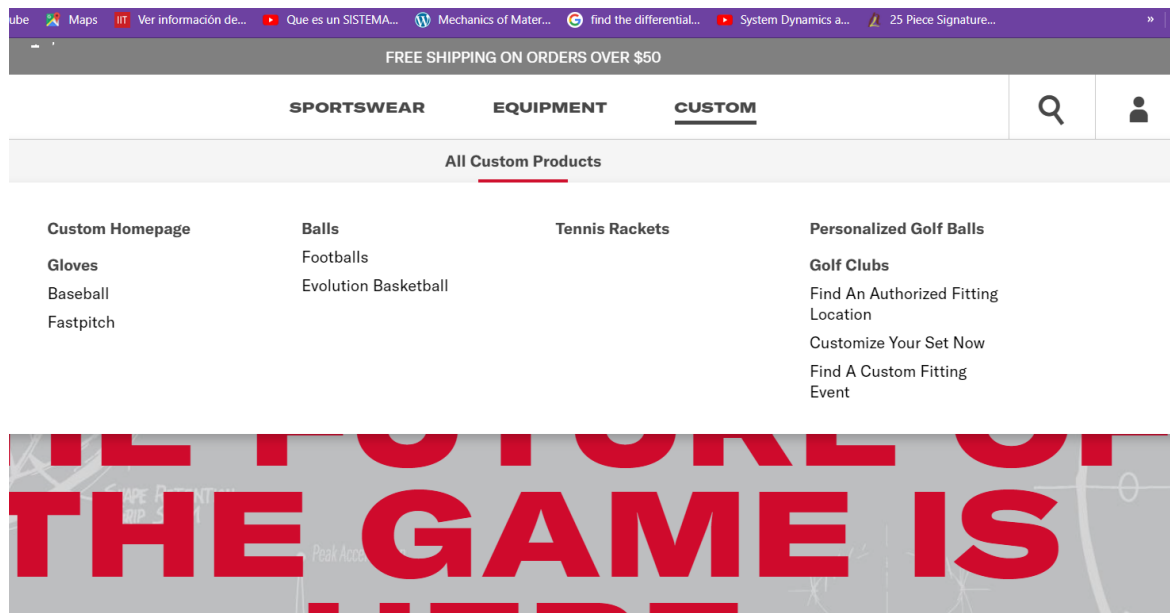 ube Maps IIT Ver información de... Que es un SISTEMA... Mechanics of Mater... G find the differential... System Dynamics a... 25 Piece Signature... »
FREE SHIPPING ON ORDERS OVER $50
SPORTSWEAR EQUIPMENT CUSTOM
All Custom Products
Custom Homepage
Gloves
Baseball
Fastpitch
Balls
Footballs
Evolution Basketball
Tennis Rackets
Personalized Golf Balls
Golf Clubs
Find An Authorized Fitting
Location
Customize Your Set Now
Find A Custom Fitting
Event
FUTURE
THE GAME IS
HERE